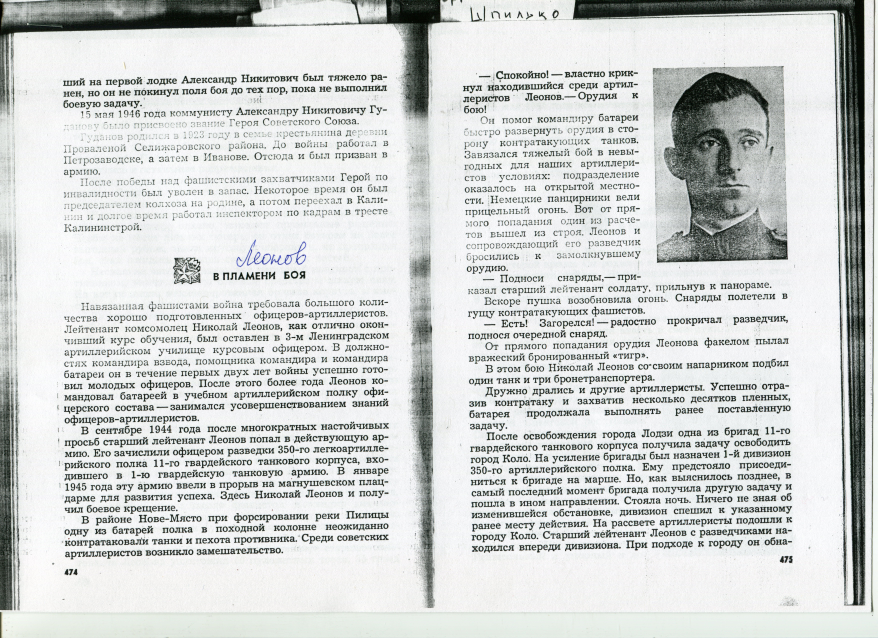 Шпилько
ший на первой лодке Александр Никитович был тяжело ра-
нен, но он не покинул поля боя до тех пор, пока не выполнил
боевую задачу.
15 мая 1946 года коммунисту Александру Никитовичу Гу-
данову было присвоено звание Героя Советского Союза.
Гуданов родился в 1923 году в семье крестьянина деревни
Проваленой Селижаровского района. До войны работал в
Петрозаводске, а затем в Иванове. Отсюда и был призван в
армию.
После победы над фашистскими захватчиками Герой по
инвалидности был уволен в запас. Некоторое время он был
председателем колхоза на родине, а потом переехал в Кали-
нин и долгое время работал инспектором по кадрам в тресте
Калининстрой.
Леонов
В ПЛАМЕНИ БОЯ
Навязанная фашистами война требовала большого коли-
чества хорошо подготовленных офицеров-артиллеристов.
Лейтенант комсомолец Николай Леонов, как отлично окон-
чивший курс обучения, был оставлен в 3-м Ленинградском
артиллерийском училище курсовым офицером. В должно-
стях командира взвода, помощника командира и командира
батареи он в течение первых двух лет войны успешно гото-
вил молодых офицеров. После этого более года Леонов ко-
мандовал батареей в учебном артиллерийском полку офи-
церского состава — занимался усовершенствованием знаний
офицеров-артиллеристов.
В сентябре 1944 года после многократных настойчивых
просьб старший лейтенант Леонов попал в действующую ар-
мию. Его зачислили офицером разведки 350-го легкоартилле-
рийского полка 11-го гвардейского танкового корпуса, вхо-
дившего в 1-ю гвардейскую танковую армию. В январе
1945 года эту армию ввели в прорыв на магнушевском плац-
дарме для развития успеха. Здесь Николай Леонов и полу-
чил боевое крещение.
В районе Нове-Място при форсировании реки Пилицы
одну из батарей полка в походной колонне неожиданно
контратаковали танки и пехота противника. Среди советских
артиллеристов возникло замешательство.
474
— Спокойно! — властно крик-
нул находившийся среди артил-
леристов Леонов.— Орудия к
бою!
Он помог командиру батареи
быстро развернуть орудия в сто-
рону контратакующих танков.
Завязался тяжелый бой в невы-
годных для наших артиллери-
стов условиях: подразделение
оказалось на открытой местно-
сти. Немецкие панцирники вели
прицельный огонь. Вот от пря-
мого попадания один из расче-
тов вышел из строя. Леонов и
сопровождающий его разведчик
бросились к замолкнувшему
орудию.
— Подноси снаряды,— при-
казал старший лейтенант солдату, прильнув к панораме.
Вскоре пушка возобновила огонь. Снаряды полетели в
гущу контратакующих фашистов.
— Есть! Загорелся! — радостно прокричал разведчик,
поднося очередной снаряд.
От прямого попадания орудия Леонова факелом пылал
вражеский бронированный «тигр».
В этом бою Николай Леонов со своим напарником подбил
один танк и три бронетранспортера.
Дружно дрались и другие артиллеристы. Успешно отра-
зив контратаку и захватив несколько десятков пленных,
батарея продолжала выполнять ранее поставленную
задачу.
После освобождения города Лодзи одна из бригад 11-го
гвардейского танкового корпуса получила задачу освободить
город Коло. На усиление бригады был назначен 1-й дивизион
350-го артиллерийского полка. Ему предстояло присоеди-
ниться к бригаде на марше. Но, как выяснилось позднее, в
самый последний момент бригада получила другую задачу и
пошла в ином направлении. Стояла ночь. Ничего не зная об
изменившейся обстановке, дивизион спешил к указанному
ранее месту действия. На рассвете артиллеристы подошли к
городу Коло. Старший лейтенант Леонов с разведчиками на-
ходился впереди дивизиона. При подходе к городу он обна-
475